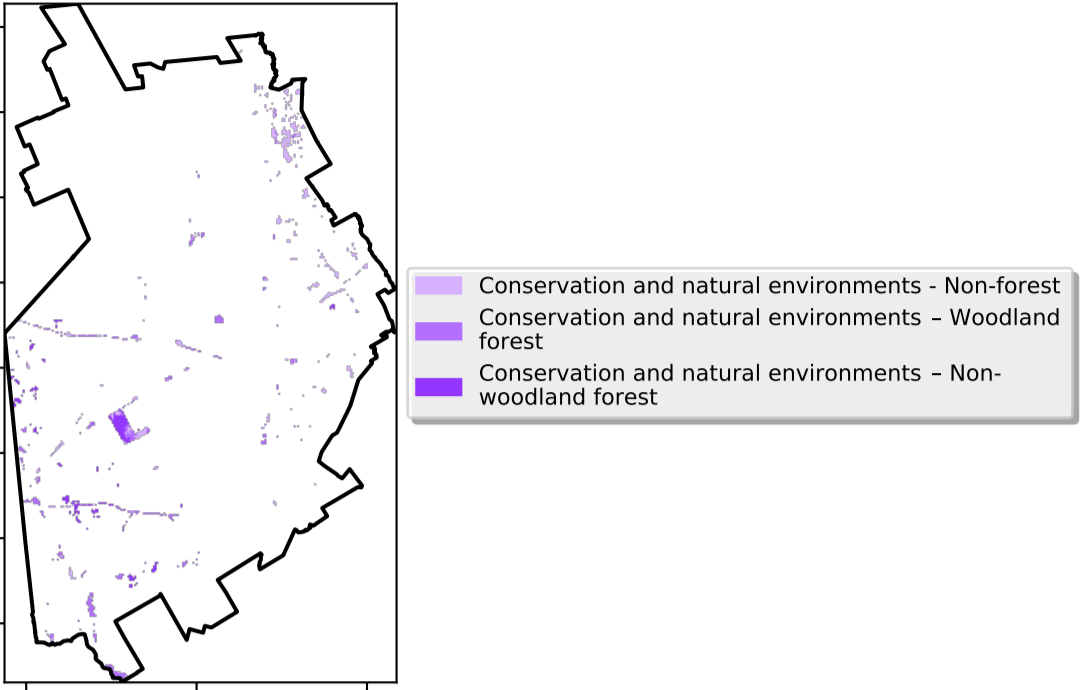 Conservation and natural environments - Non-forest
Conservation and natural environments – Woodland
forest
Conservation and natural environments – Non-
woodland forest